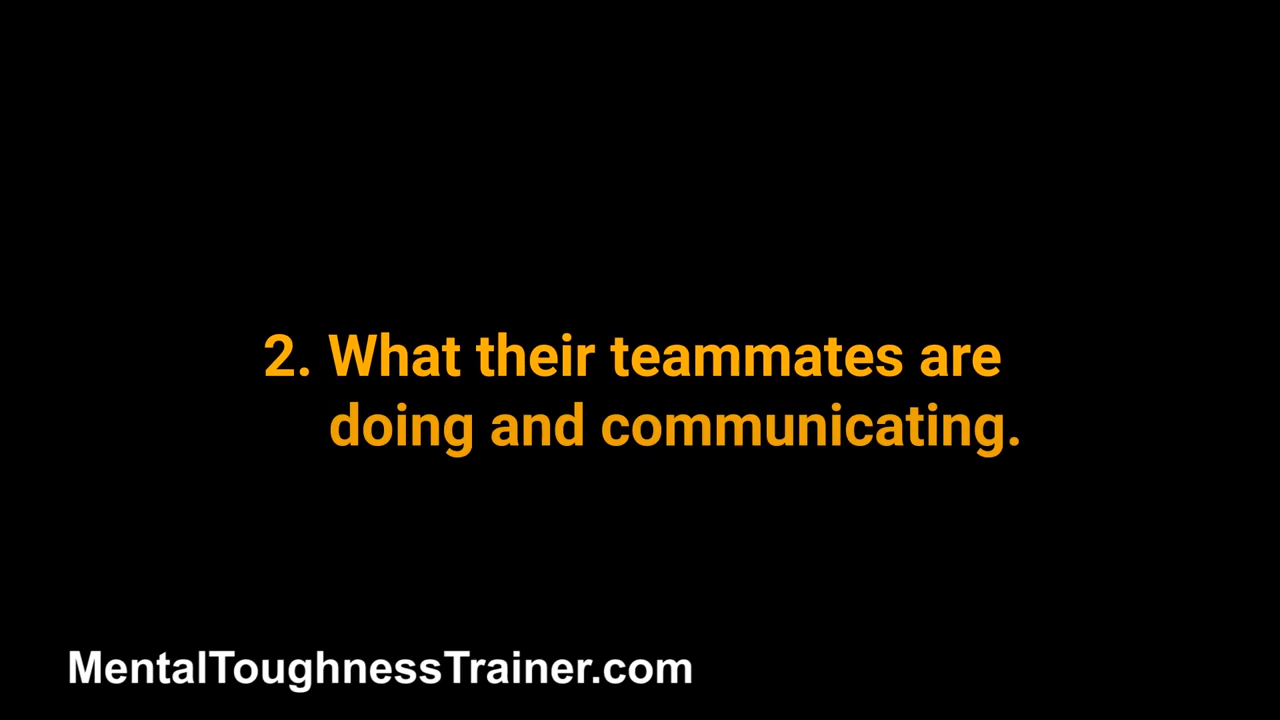 2. What their teammates are
doing and communicating.
MentalToughnessTrainer.com